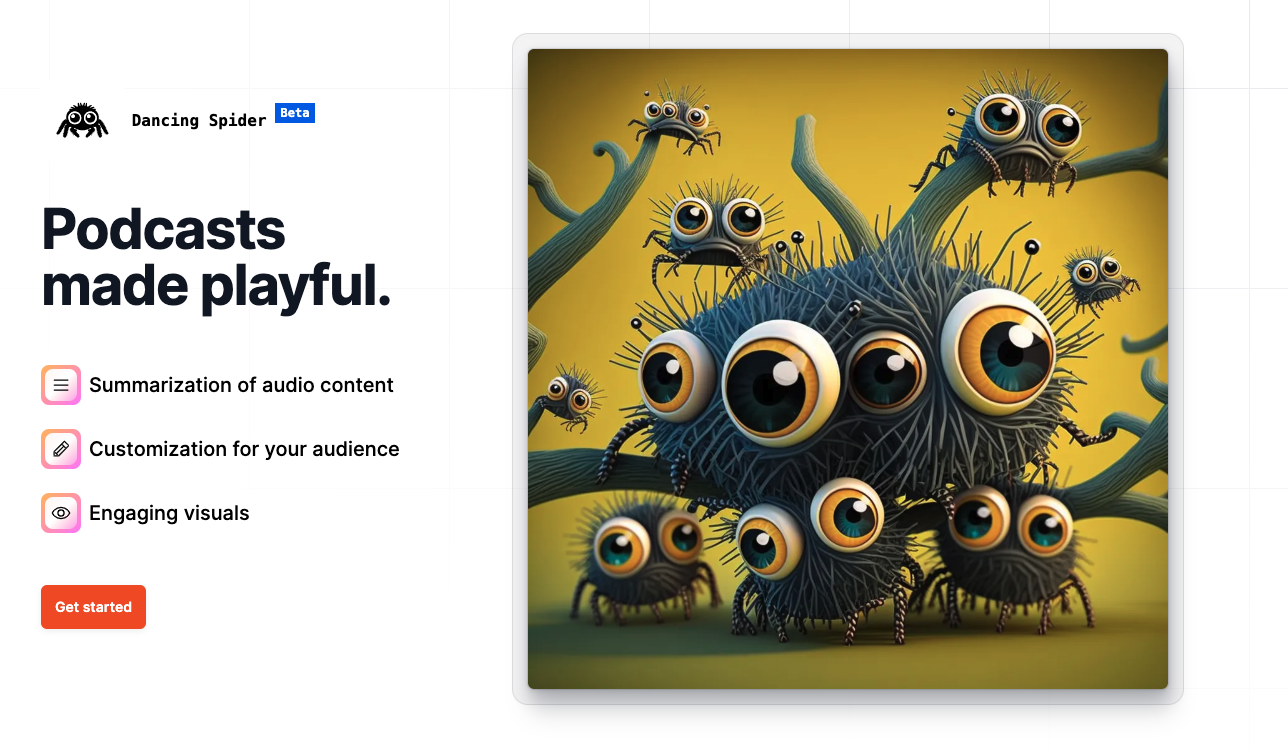 Dancing Spider Beta
Podcasts
made playful.
Summarization of audio content
Customization for your audience
Engaging visuals
Get started